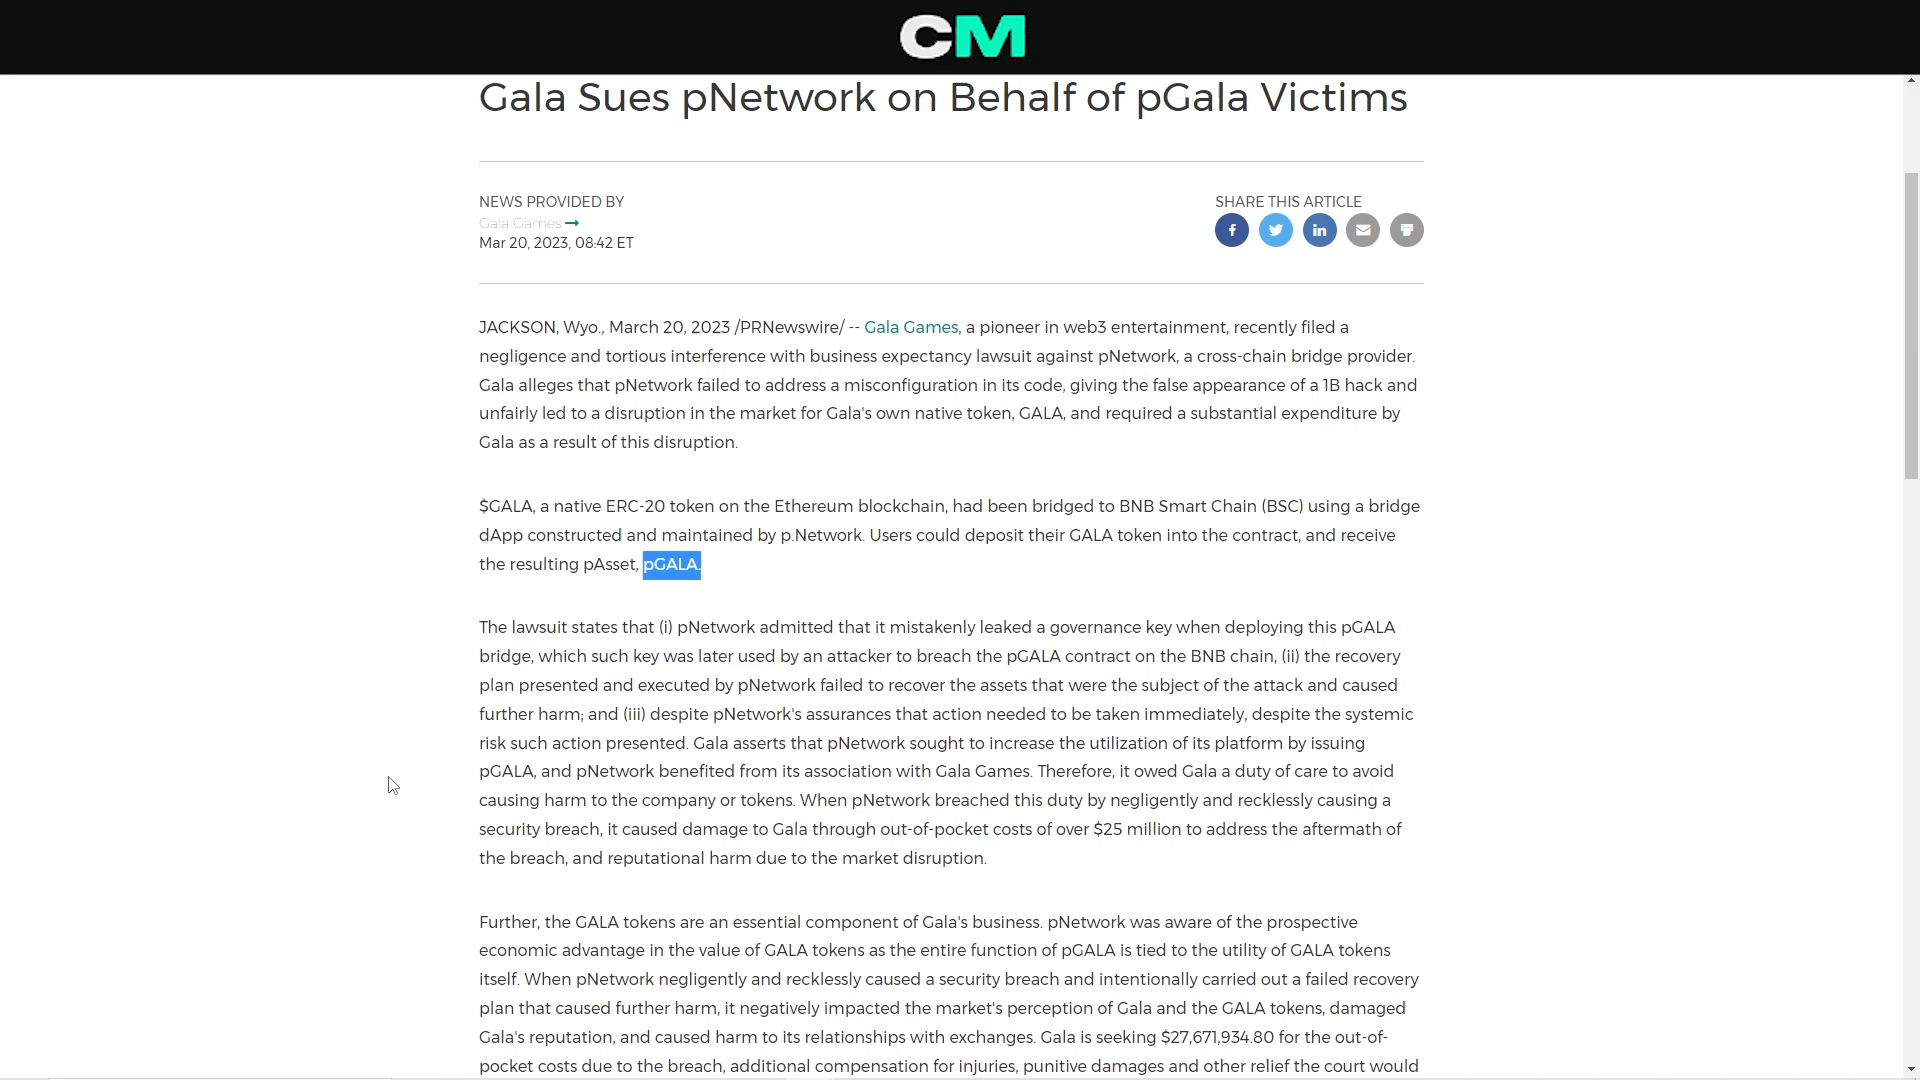 CM
Gala Sues pNetwork on Behalf of pGala Victims
NEWS PROVIDED BY
Gala Games
Mar 20, 2023, 08:42 ET
SHARE THIS ARTICLE
JACKSON, Wyo., March 20, 2023 /PRNewswire/ -- Gala Games, a pioneer in web3 entertainment, recently filed a
negligence and tortious interference with business expectancy lawsuit against pNetwork, a cross-chain bridge provider.
Gala alleges that pNetwork failed to address a misconfiguration in its code, giving the false appearance of a 1B hack and
unfairly led to a disruption in the market for Gala's own native token, GALA, and required a substantial expenditure by
Gala as a result of this disruption.
$GALA, a native ERC-20 token on the Ethereum blockchain, had been bridged to BNB Smart Chain (BSC) using a bridge
dApp constructed and maintained by p.Network. Users could deposit their GALA token into the contract, and receive
the resulting pAsset, pGALA.
The lawsuit states that (i) pNetwork admitted that it mistakenly leaked a governance key when deploying this pGALA
bridge, which such key was later used by an attacker to breach the pGALA contract on the BNB chain, (ii) the recovery
plan presented and executed by pNetwork failed to recover the assets that were the subject of the attack and caused
further harm; and (iii) despite pNetwork's assurances that action needed to be taken immediately, despite the systemic
risk such action presented. Gala asserts that pNetwork sought to increase the utilization of its platform by issuing
pGALA, and pNetwork benefited from its association with Gala Games. Therefore, it owed Gala a duty of care to avoid
causing harm to the company or tokens. When pNetwork breached this duty by negligently and recklessly causing a
security breach, it caused damage to Gala through out-of-pocket costs of over $25 million to address the aftermath of
the breach, and reputational harm due to the market disruption.
Further, the GALA tokens are an essential component of Gala's business. pNetwork was aware of the prospective
economic advantage in the value of GALA tokens as the entire function of pGALA is tied to the utility of GALA tokens
itself. When pNetwork negligently and recklessly caused a security breach and intentionally carried out a failed recovery
plan that caused further harm, it negatively impacted the market's perception of Gala and the GALA tokens, damaged
Gala's reputation, and caused harm to its relationships with exchanges. Gala is seeking $27,671,934.80 for the out-of-
pocket costs due to the breach, additional compensation for injuries, punitive damages and other relief the court would